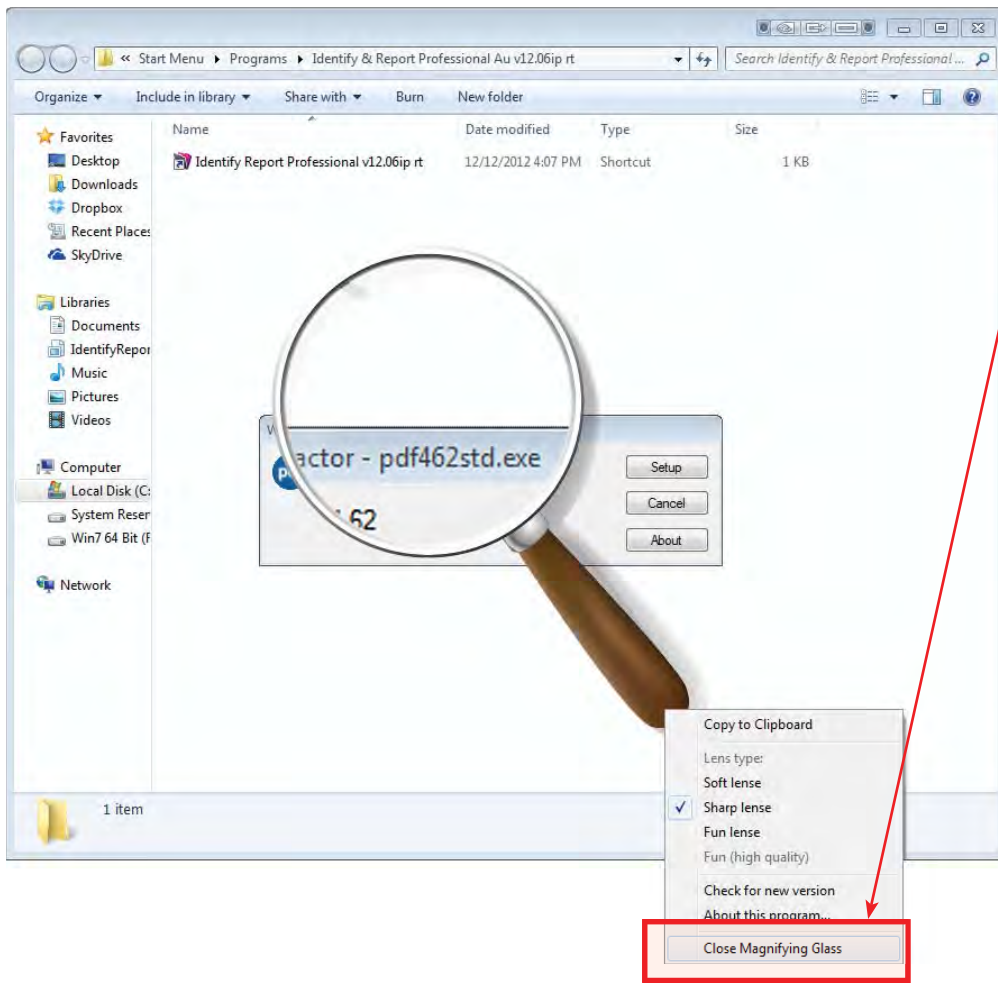 « Start Menu ▸ Programs ▸ Identify & Report Professional Au v12.06ip rt
Search Identify & Report Professional ...
Organize ▾ Include in library ▾ Share with ▾ Burn New folder
Name Date modified Type Size
Identify Report Professional v12.06ip rt 12/12/2012 4:07 PM Shortcut 1 KB
Favorites
Desktop
Downloads
Dropbox
Recent Places
SkyDrive
Libraries
Documents
IdentifyRepor
Music
Pictures
Videos
Computer
Local Disk (C:
System Reser
Win7 64 Bit (F
Network
W
actor - pdf462std.exe
.62
Setup
Cancel
About
Copy to Clipboard
Lens type:
Soft lense
✓ Sharp lense
Fun lense
Fun (high quality)
Check for new version
About this program...
Close Magnifying Glass
1 item